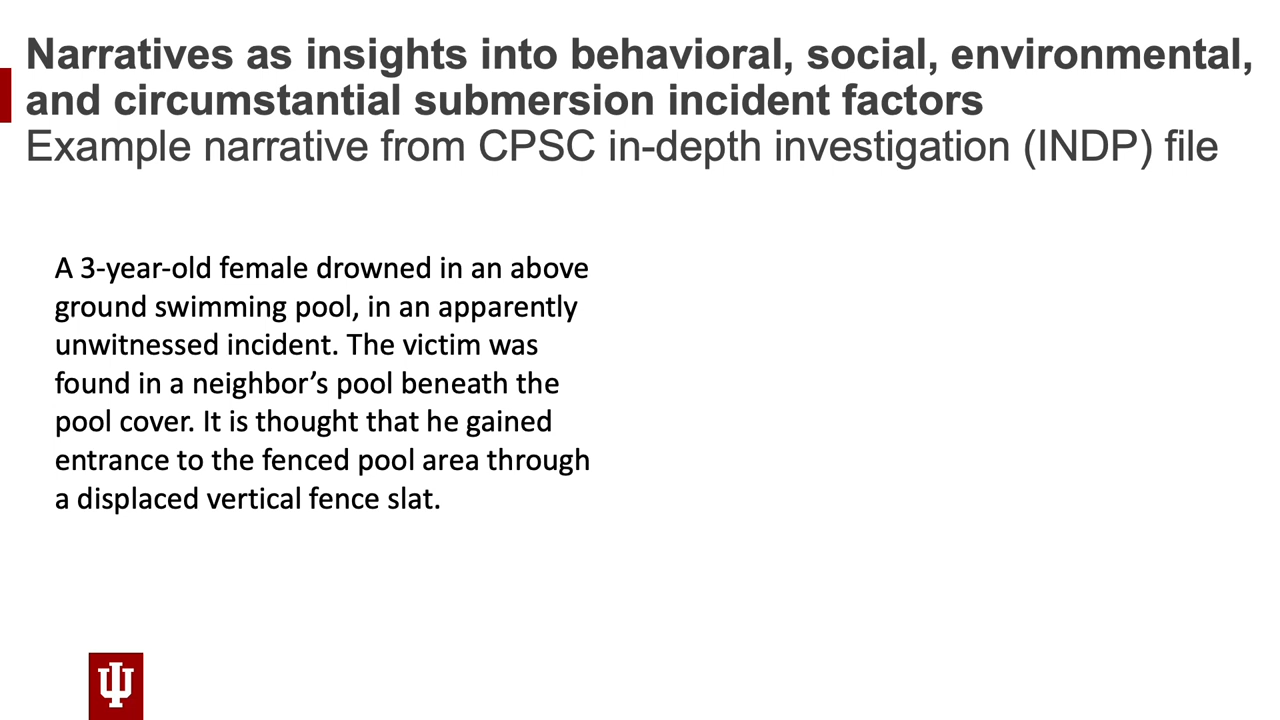 Narratives as insights into behavioral, social, environmental,
and circumstantial submersion incident factors
Example narrative from CPSC in-depth investigation (INDP) file
A 3-year-old female drowned in an above
ground swimming pool, in an apparently
unwitnessed incident. The victim was
found in a neighbor’s pool beneath the
pool cover. It is thought that he gained
entrance to the fenced pool area through
a displaced vertical fence slat.